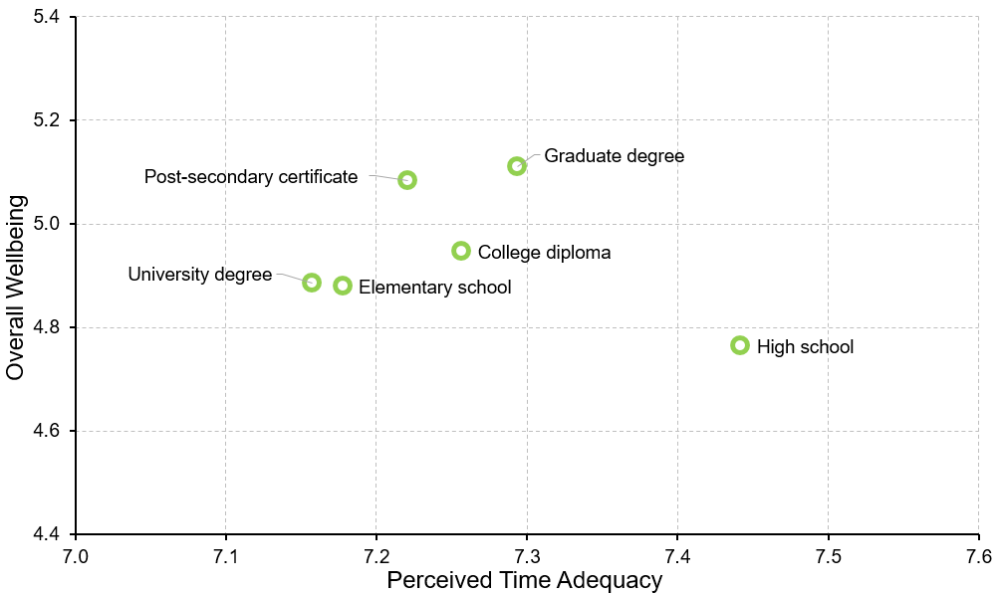 5.4
5.2
Graduate degree
Post-secondary certificate
5.0
College diploma
University degree
Elementary school
4.8
High school
4.6
4.4
7.0 7.1 7.2 7.3 7.4 7.5 7.6
Perceived Time Adequacy
Overall Wellbeing